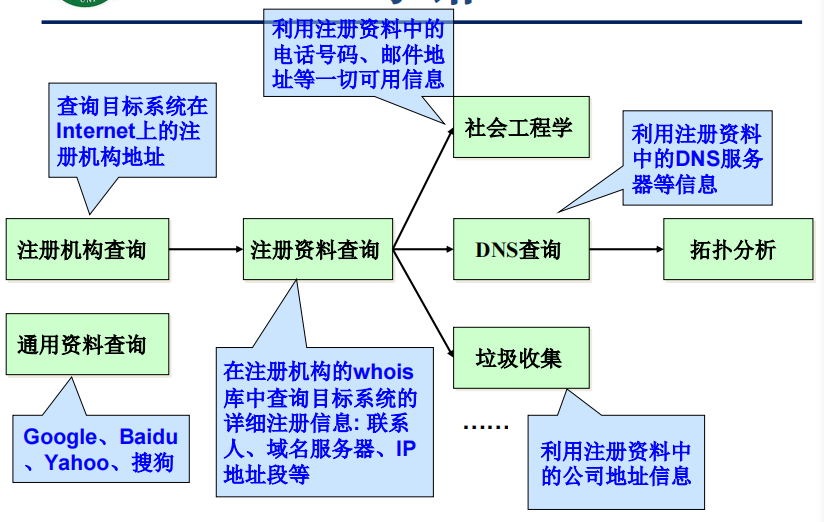 利用注册资料中的
电话号码、邮件地
址等一切可用信息
查询目标系统在
Internet上的注
册机构地址
社会工程学
利用注册资料
中的DNS服务
器等信息
注册机构查询
注册资料查询
DNS查询
拓扑分析
通用资料查询
垃圾收集
在注册机构的whois
库中查询目标系统的
详细注册信息: 联系
人、域名服务器、IP
地址段等
Google、Baidu
、Yahoo、搜狗
……
利用注册资料中
的公司地址信息